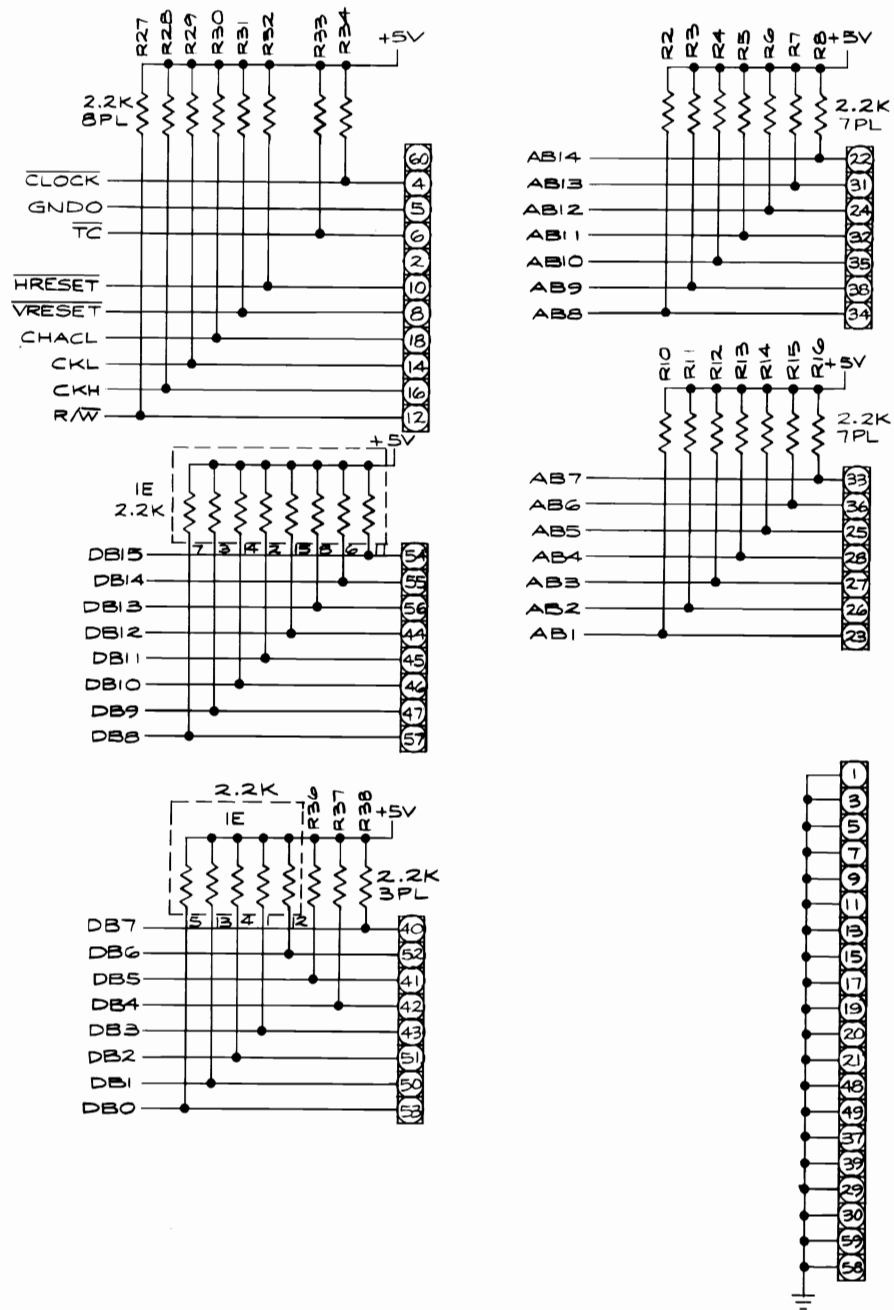 R27 R28 R29 R30 R31 R32 R33 R34 +5V
2.2K
8PL
60
CLOCK 4
GND0 5
TC 6
2
HRESET 10
VRESET 8
CHACL 18
CKL 14
CKH 16
R/W 12
R2 R3 R4 R5 R6 R7 R8 +5V
2.2K
7PL
AB14 22
AB13 31
AB12 24
AB11 32
AB10 35
AB9 38
AB8 34
R10 R11 R12 R13 R14 R15 R16 +5V
2.2K
7PL
AB7 33
AB6 36
AB5 25
AB4 28
AB3 27
AB2 26
AB1 23
+5V
1E
2.2K
7 3 4 2 8 6
DB15 54
DB14 55
DB13 56
DB12 44
DB11 45
DB10 46
DB9 47
DB8 57
2.2K
1E
R36 R37 R38 +5V
2.2K
3PL
5 3 4 1 2
DB7 40
DB6 52
DB5 41
DB4 42
DB3 43
DB2 51
DB1 50
DB0 53
1
3
5
7
9
11
13
15
17
19
20
21
48
49
37
39
29
30
59
58